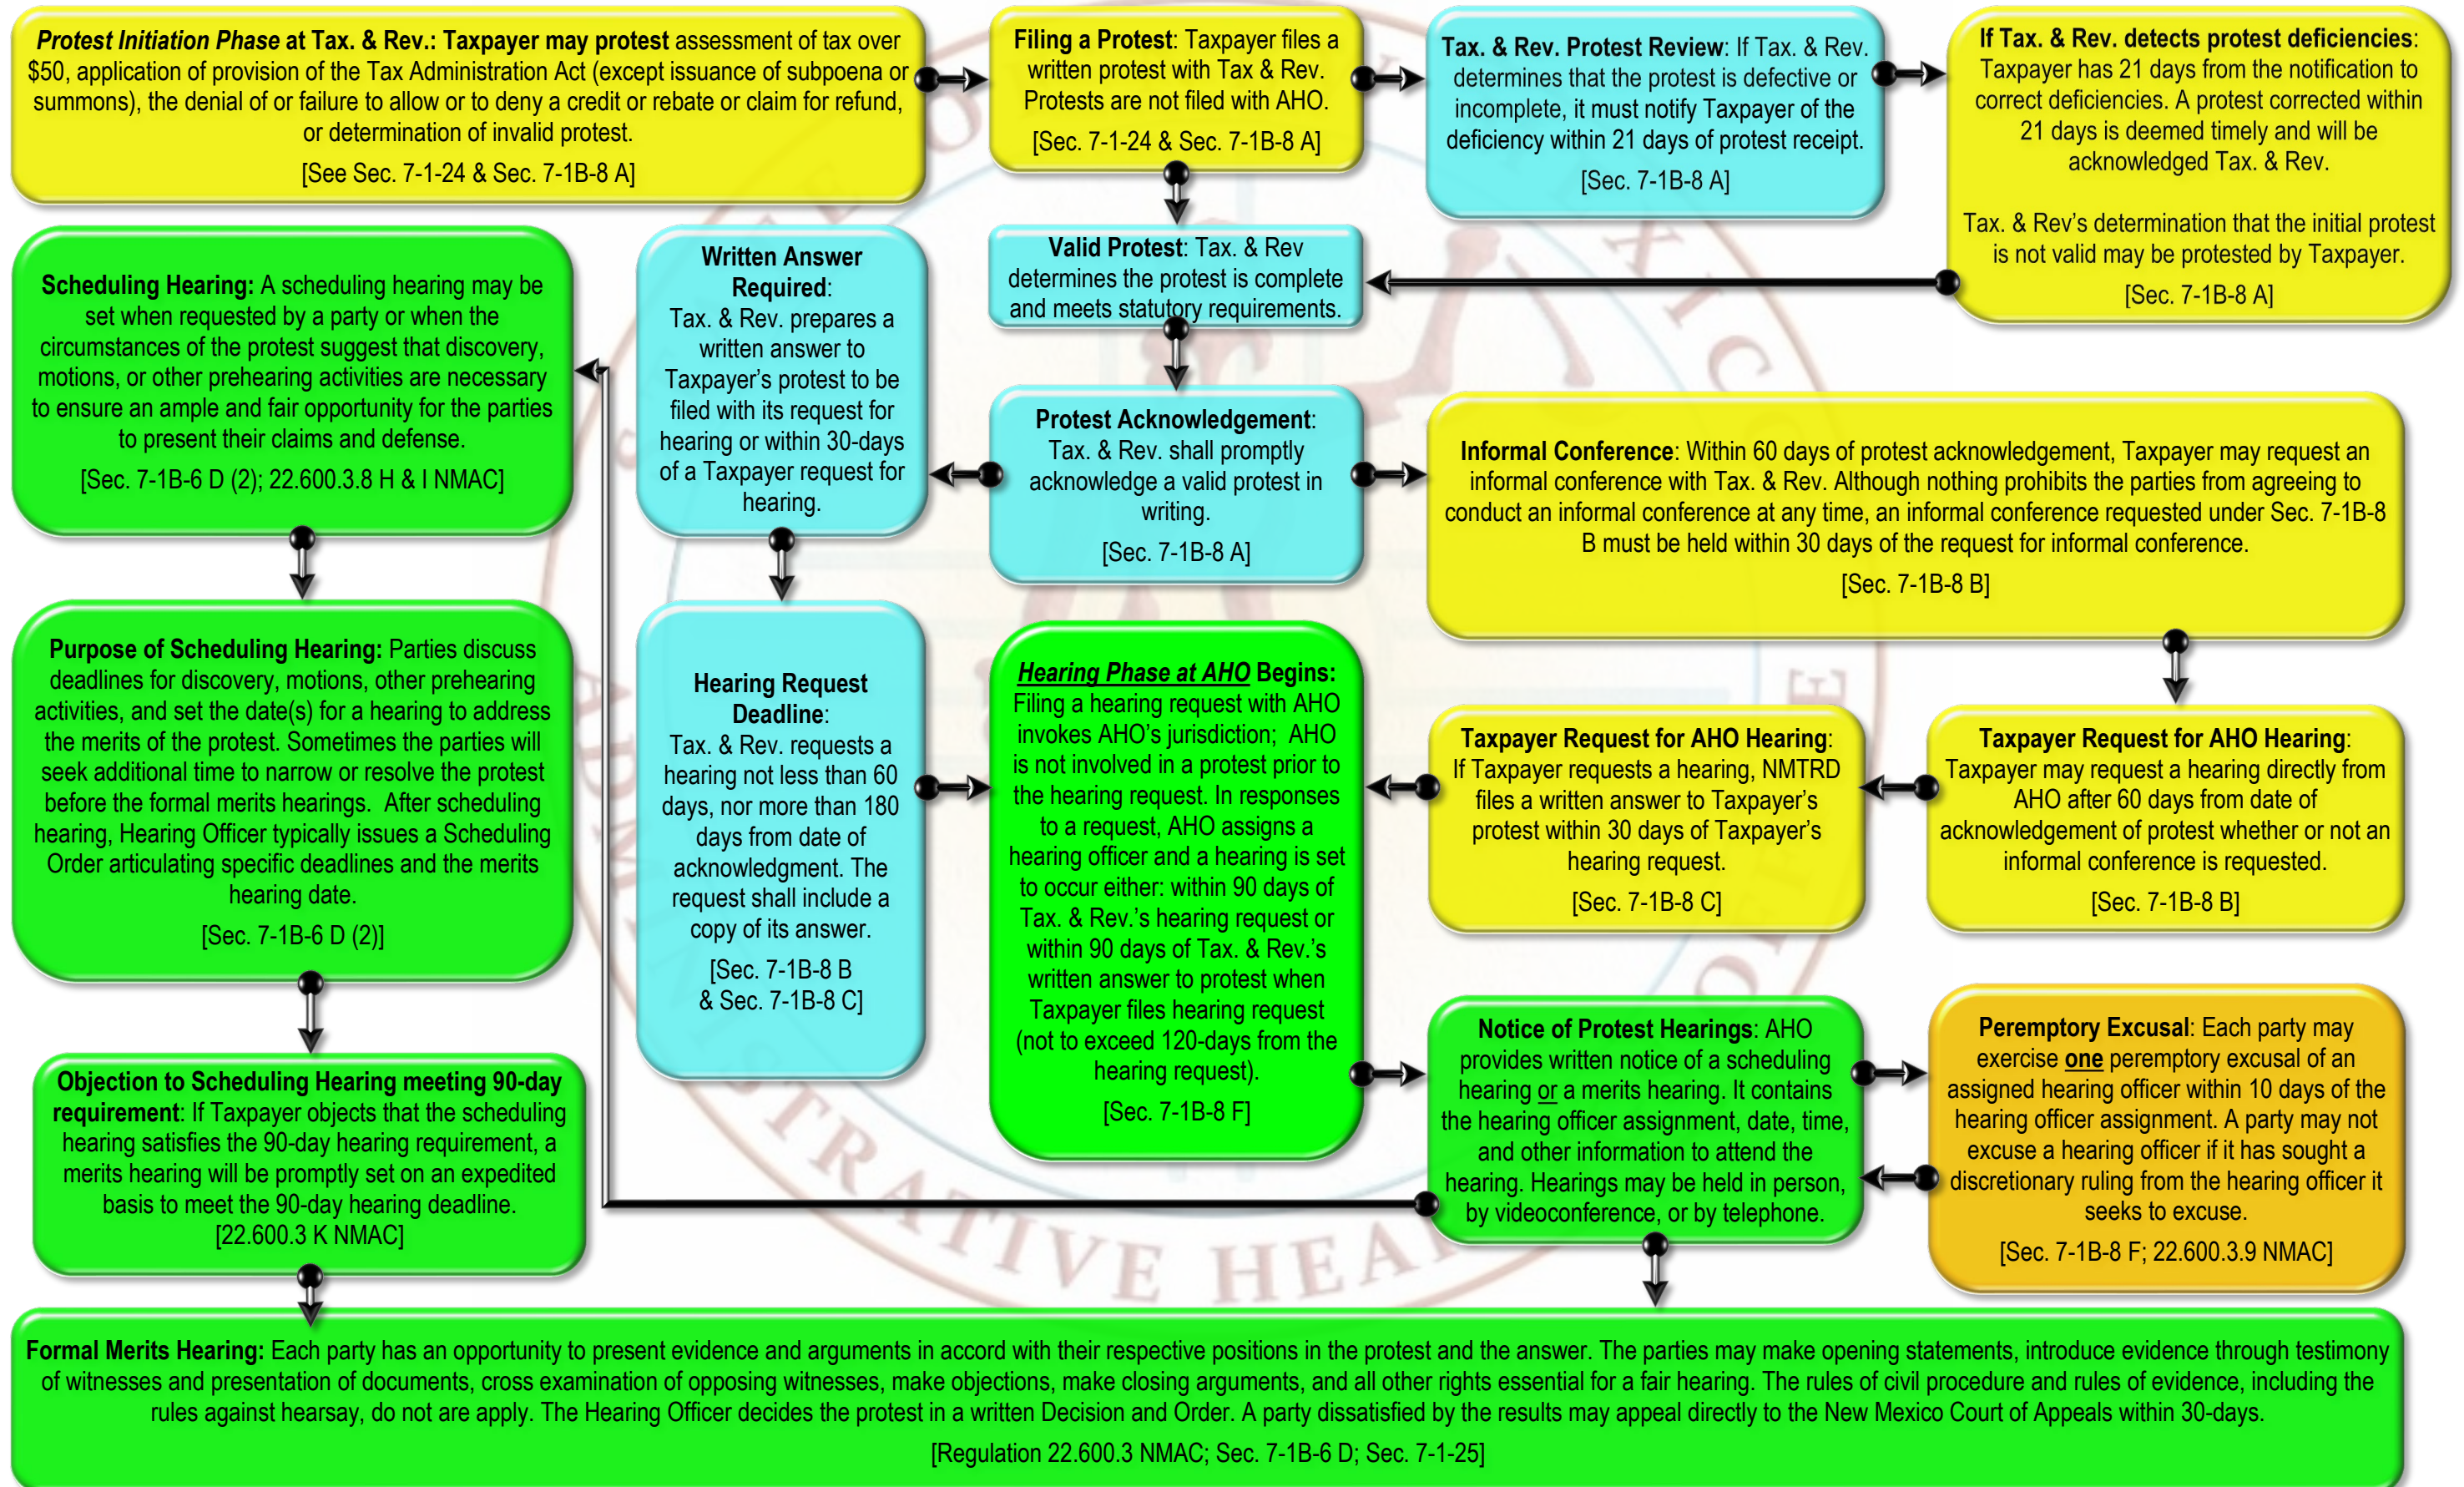 Protest Initiation Phase at Tax. & Rev.: Taxpayer may protest assessment of tax over
$50, application of provision of the Tax Administration Act (except issuance of subpoena or
summons), the denial of or failure to allow or to deny a credit or rebate or claim for refund,
or determination of invalid protest.
[See Sec. 7-1-24 & Sec. 7-1B-8 A]
Filing a Protest: Taxpayer files a
written protest with Tax & Rev.
Protests are not filed with AHO.
[Sec. 7-1-24 & Sec. 7-1B-8 A]
Tax. & Rev. Protest Review: If Tax. & Rev.
determines that the protest is defective or
incomplete, it must notify Taxpayer of the
deficiency within 21 days of protest receipt.
[Sec. 7-1B-8 A]
If Tax. & Rev. detects protest deficiencies:
Taxpayer has 21 days from the notification to
correct deficiencies. A protest corrected within
21 days is deemed timely and will be
acknowledged Tax. & Rev.
Tax. & Rev's determination that the initial protest
is not valid may be protested by Taxpayer.
[Sec. 7-1B-8 A]
Valid Protest: Tax. & Rev
determines the protest is complete
and meets statutory requirements.
Protest Acknowledgement:
Tax. & Rev. shall promptly
acknowledge a valid protest in
writing.
[Sec. 7-1B-8 A]
Written Answer
Required:
Tax. & Rev. prepares a
written answer to
Taxpayer's protest to be
filed with its request for
hearing or within 30-days
of a Taxpayer request for
hearing.
Informal Conference: Within 60 days of protest acknowledgement, Taxpayer may request an
informal conference with Tax. & Rev. Although nothing prohibits the parties from agreeing to
conduct an informal conference at any time, an informal conference requested under Sec. 7-1B-8
B must be held within 30 days of the request for informal conference.
[Sec. 7-1B-8 B]
Hearing Request
Deadline:
Tax. & Rev. requests a
hearing not less than 60
days, nor more than 180
days from date of
acknowledgment. The
request shall include a
copy of its answer.
[Sec. 7-1B-8 B
& Sec. 7-1B-8 C]
Taxpayer Request for AHO Hearing:
Taxpayer may request a hearing directly from
AHO after 60 days from date of
acknowledgement of protest whether or not an
informal conference is requested.
[Sec. 7-1B-8 B]
Taxpayer Request for AHO Hearing:
If Taxpayer requests a hearing, NMTRD
files a written answer to Taxpayer's
protest within 30 days of Taxpayer's
hearing request.
[Sec. 7-1B-8 C]
Hearing Phase at AHO Begins:
Filing a hearing request with AHO
invokes AHO's jurisdiction; AHO
is not involved in a protest prior to
the hearing request. In responses
to a request, AHO assigns a
hearing officer and a hearing is set
to occur either: within 90 days of
Tax. & Rev.'s hearing request or
within 90 days of Tax. & Rev.'s
written answer to protest when
Taxpayer files hearing request
(not to exceed 120-days from the
hearing request).
[Sec. 7-1B-8 F]
Notice of Protest Hearings: AHO
provides written notice of a scheduling
hearing or a merits hearing. It contains
the hearing officer assignment, date, time,
and other information to attend the
hearing. Hearings may be held in person,
by videoconference, or by telephone.
Peremptory Excusal: Each party may
exercise one peremptory excusal of an
assigned hearing officer within 10 days of the
hearing officer assignment. A party may not
excuse a hearing officer if it has sought a
discretionary ruling from the hearing officer it
seeks to excuse.
[Sec. 7-1B-8 F; 22.600.3.9 NMAC]
Scheduling Hearing: A scheduling hearing may be
set when requested by a party or when the
circumstances of the protest suggest that discovery,
motions, or other prehearing activities are necessary
to ensure an ample and fair opportunity for the parties
to present their claims and defense.
[Sec. 7-1B-6 D (2); 22.600.3.8 H & I NMAC]
Purpose of Scheduling Hearing: Parties discuss
deadlines for discovery, motions, other prehearing
activities, and set the date(s) for a hearing to address
the merits of the protest. Sometimes the parties will
seek additional time to narrow or resolve the protest
before the formal merits hearings. After scheduling
hearing, Hearing Officer typically issues a Scheduling
Order articulating specific deadlines and the merits
hearing date.
[Sec. 7-1B-6 D (2)]
Objection to Scheduling Hearing meeting 90-day
requirement: If Taxpayer objects that the scheduling
hearing satisfies the 90-day hearing requirement, a
merits hearing will be promptly set on an expedited
basis to meet the 90-day hearing deadline.
[22.600.3 K NMAC]
Formal Merits Hearing: Each party has an opportunity to present evidence and arguments in accord with their respective positions in the protest and the answer. The parties may make opening statements, introduce evidence through testimony
of witnesses and presentation of documents, cross examination of opposing witnesses, make objections, make closing arguments, and all other rights essential for a fair hearing. The rules of civil procedure and rules of evidence, including the
rules against hearsay, do not are apply. The Hearing Officer decides the protest in a written Decision and Order. A party dissatisfied by the results may appeal directly to the New Mexico Court of Appeals within 30-days.
[Regulation 22.600.3 NMAC; Sec. 7-1B-6 D; Sec. 7-1-25]